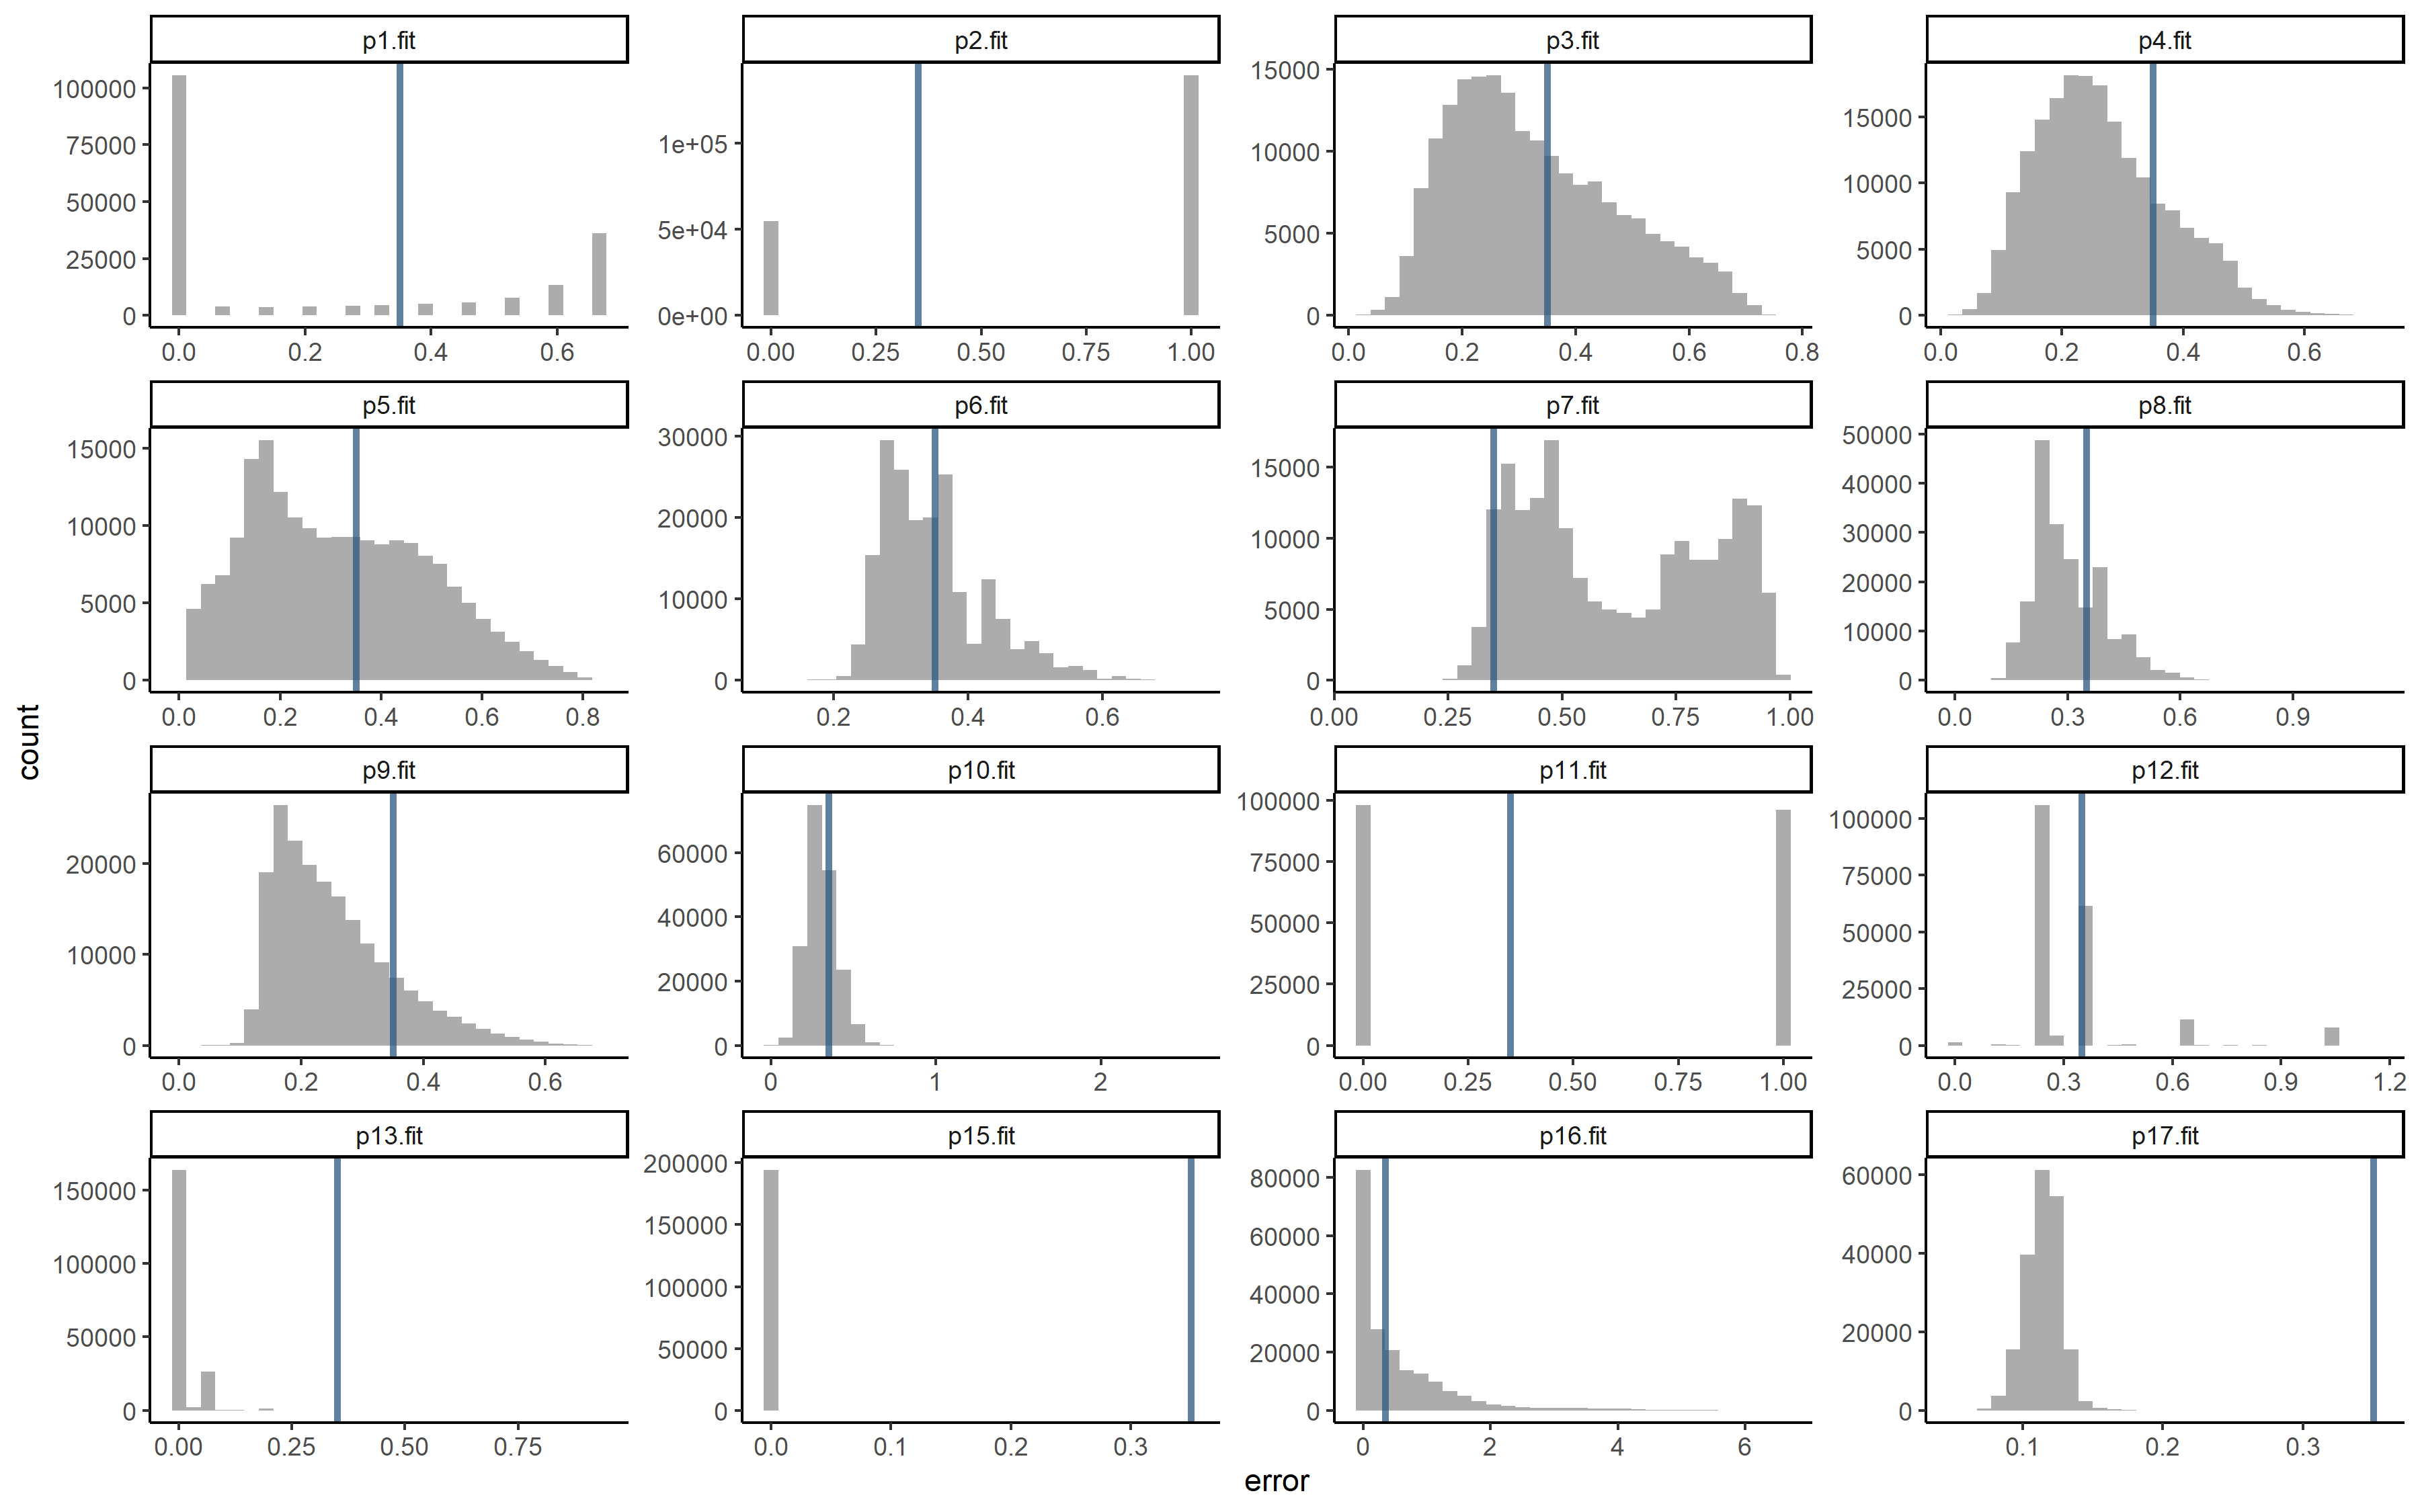 p1.fit p2.fit p3.fit p4.fit
100000 75000 50000 25000 0
1e+05 5e+04 0e+00
15000 10000 5000 0
15000 10000 5000 0
0.0 0.2 0.4 0.6
0.00 0.25 0.50 0.75 1.00
0.0 0.2 0.4 0.6 0.8
0.0 0.2 0.4 0.6
p5.fit p6.fit p7.fit p8.fit
15000 10000 5000 0
30000 20000 10000 0
15000 10000 5000 0
50000 40000 30000 20000 10000 0
0.0 0.2 0.4 0.6 0.8
0.2 0.4 0.6
0.00 0.25 0.50 0.75 1.00
0.0 0.3 0.6 0.9
count
p9.fit p10.fit p11.fit p12.fit
20000 10000 0
60000 40000 20000 0
100000 75000 50000 25000 0
100000 75000 50000 25000 0
0.0 0.2 0.4 0.6
0 1 2
0.00 0.25 0.50 0.75 1.00
0.0 0.3 0.6 0.9 1.2
p13.fit p15.fit p16.fit p17.fit
150000 100000 50000 0
200000 150000 100000 50000 0
80000 60000 40000 20000 0
60000 40000 20000 0
0.00 0.25 0.50 0.75
0.0 0.1 0.2 0.3
0 2 4 6
0.1 0.2 0.3
error